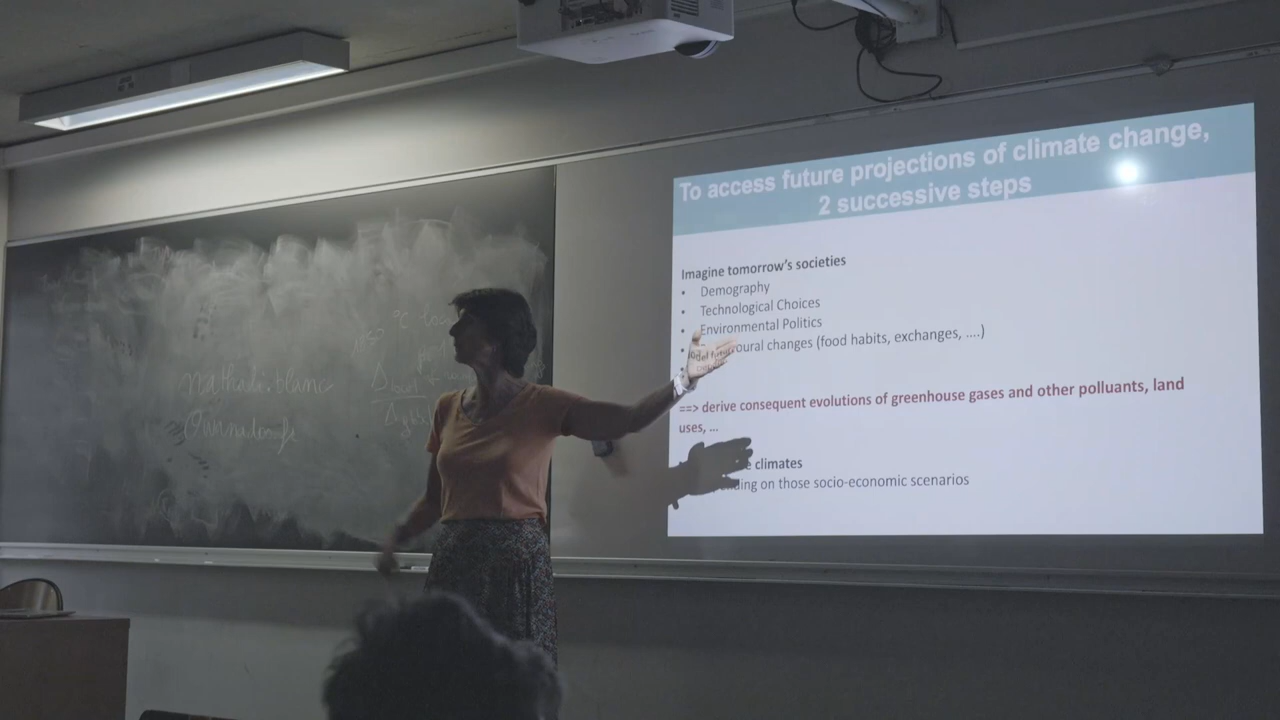 To access future projections of climate change,
2 successive steps
Imagine tomorrow's societies
• Demography
• Technological Choices
• Environmental Politics
• oural changes (food habits, exchanges, ....)
==> derive consequent evolutions of greenhouse gases and other polluants, land
uses, ...
climates
on those socio-economic scenarios
°C